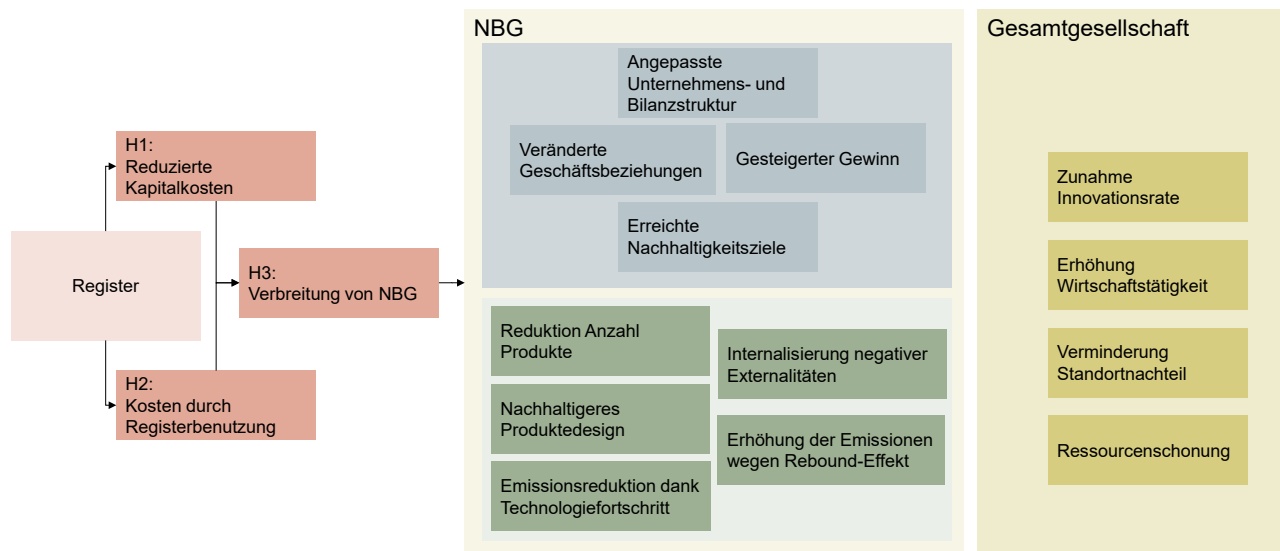 Register
H1:
Reduzierte
Kapitalkosten
H2:
Kosten durch
Registerbenutzung
H3:
Verbreitung von NBG
NBG
Angepasste
Unternehmens- und
Bilanzstruktur
Veränderte
Geschäftsbeziehungen
Gesteigerter Gewinn
Erreichte
Nachhaltigkeitsziele
Reduktion Anzahl
Produkte
Nachhaltigeres
Produktedesign
Emissionsreduktion dank
Technologiefortschritt
Internalisierung negativer
Externalitäten
Erhöhung der Emissionen
wegen Rebound-Effekt
Gesamtgesellschaft
Zunahme
Innovationsrate
Erhöhung
Wirtschaftstätigkeit
Verminderung
Standortnachteil
Ressourcenschonung